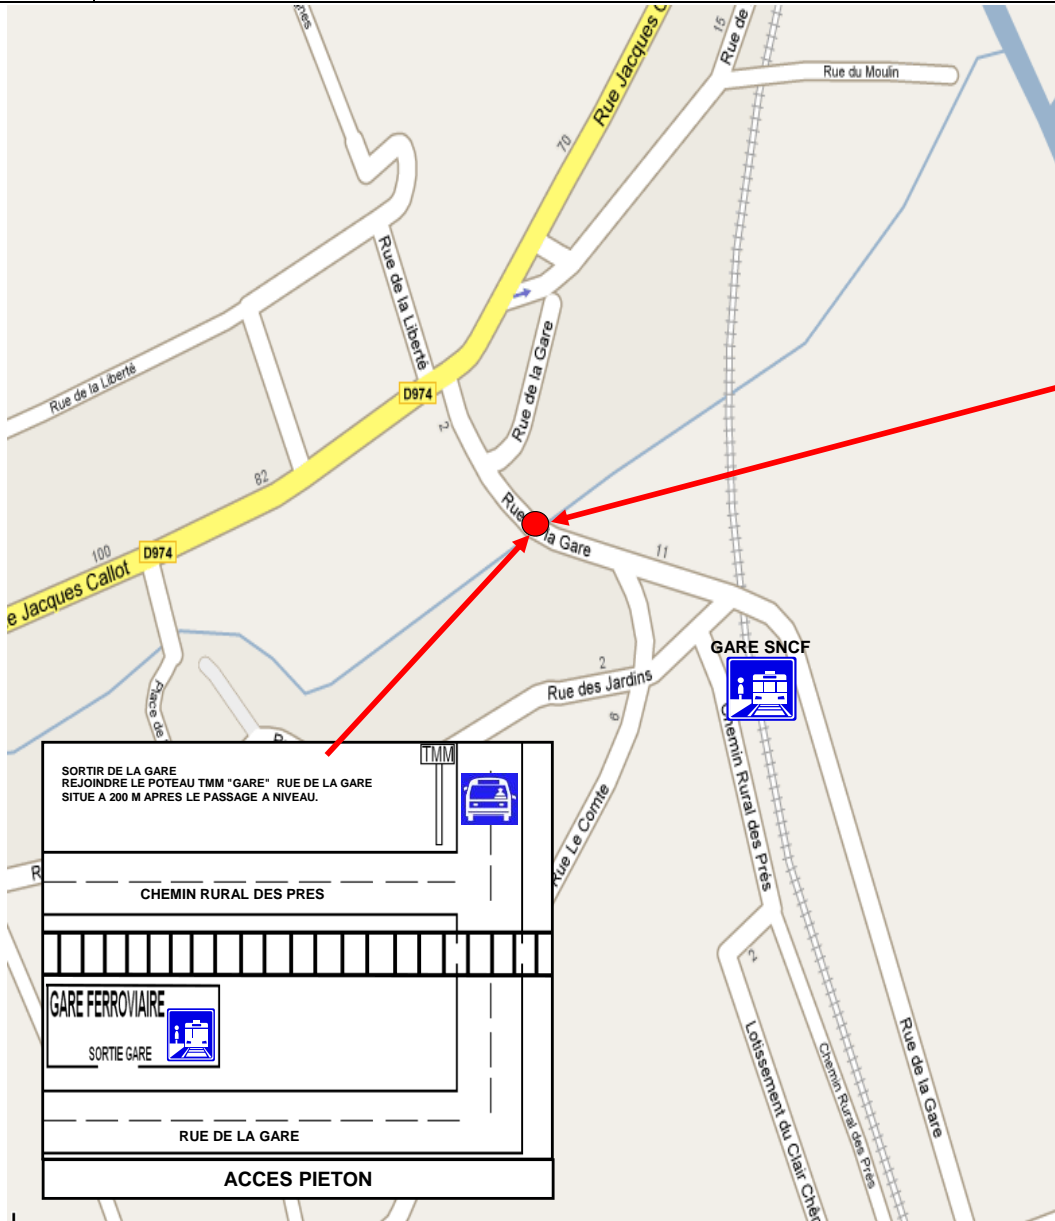 nes
15
Rue de
Rue du Moulin
Rue Jacques C
70
Rue de la Liberté
Rue de la Liberté
Rue de la Gare
D974
2
82
Rue
la Gare
11
100
D974
e Jacques Callot
GARE SNCF
2
Rue des Jardins
6
Place de
Chemin Rural des Prés
Rue Le Comte
R
TMM
SORTIR DE LA GARE
REJOINDRE LE POTEAU TMM "GARE" RUE DE LA GARE
SITUE A 200 M APRES LE PASSAGE A NIVEAU.
CHEMIN RURAL DES PRES
GARE FERROVIAIRE
SORTIE GARE
RUE DE LA GARE
ACCES PIETON
2
Lotissement du Clair Chên
Chemin Rural des Prés
Rue de la Gare